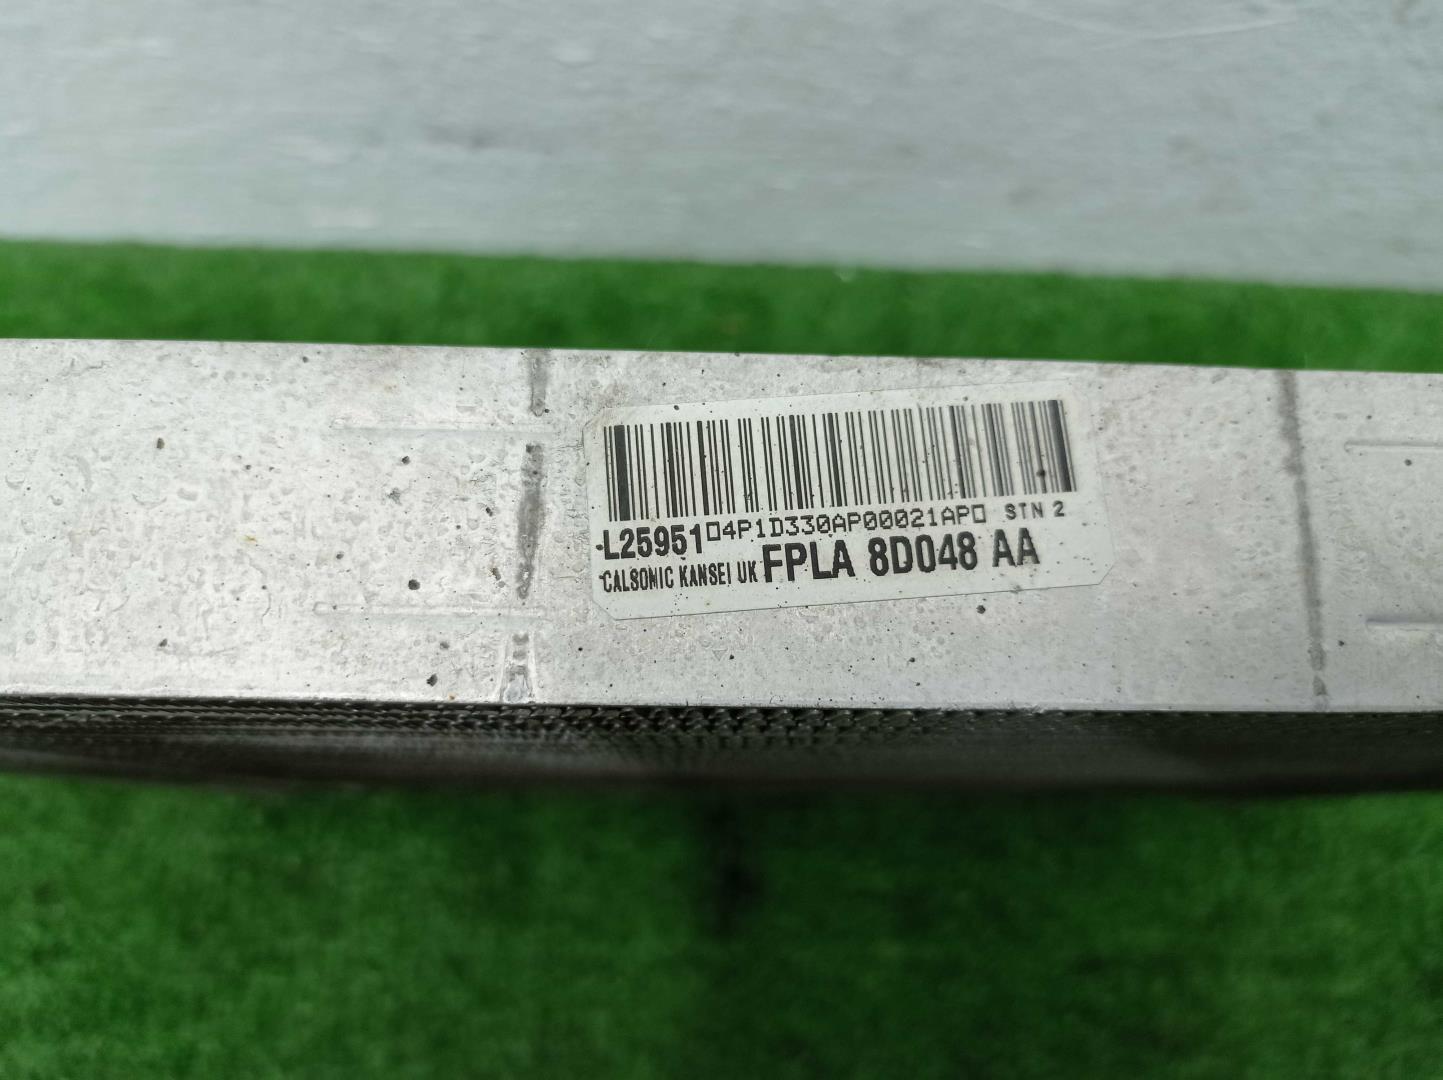 ▯4P1D330AP00021AP▯ STN 2
L25951 FPLA 8D048 AA
CALSONIC KANSEI UK